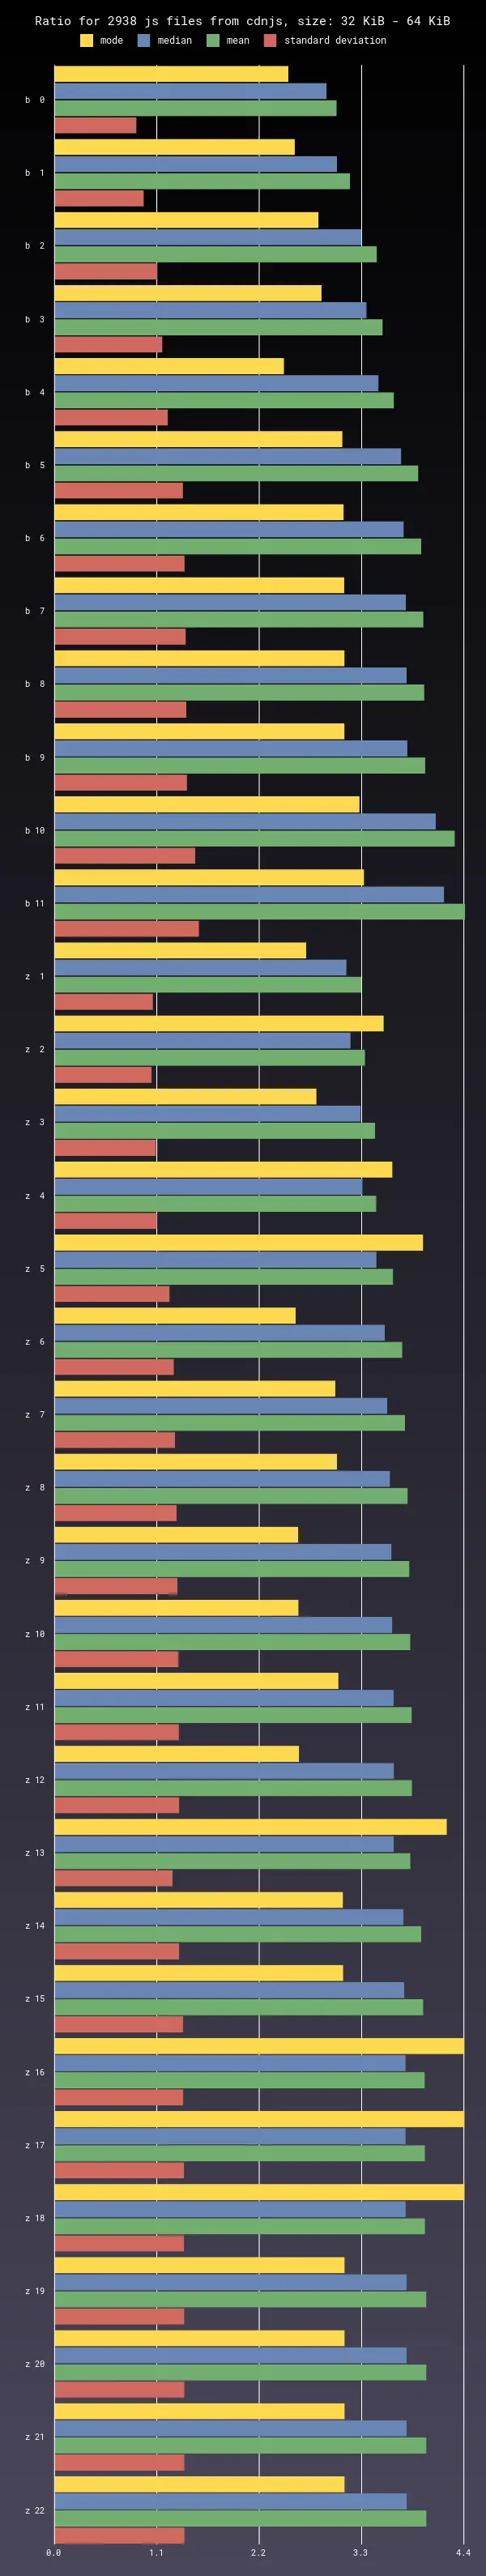 Ratio for 2938 js files from cdnjs, size: 32 KiB - 64 KiB
mode median mean standard deviation
b 0
b 1
b 2
b 3
b 4
b 5
b 6
b 7
b 8
b 9
b 10
b 11
z 1
z 2
z 3
z 4
z 5
z 6
z 7
z 8
z 9
z 10
z 11
z 12
z 13
z 14
z 15
z 16
z 17
z 18
z 19
z 20
z 21
z 22
0.0 1.1 2.2 3.3 4.4